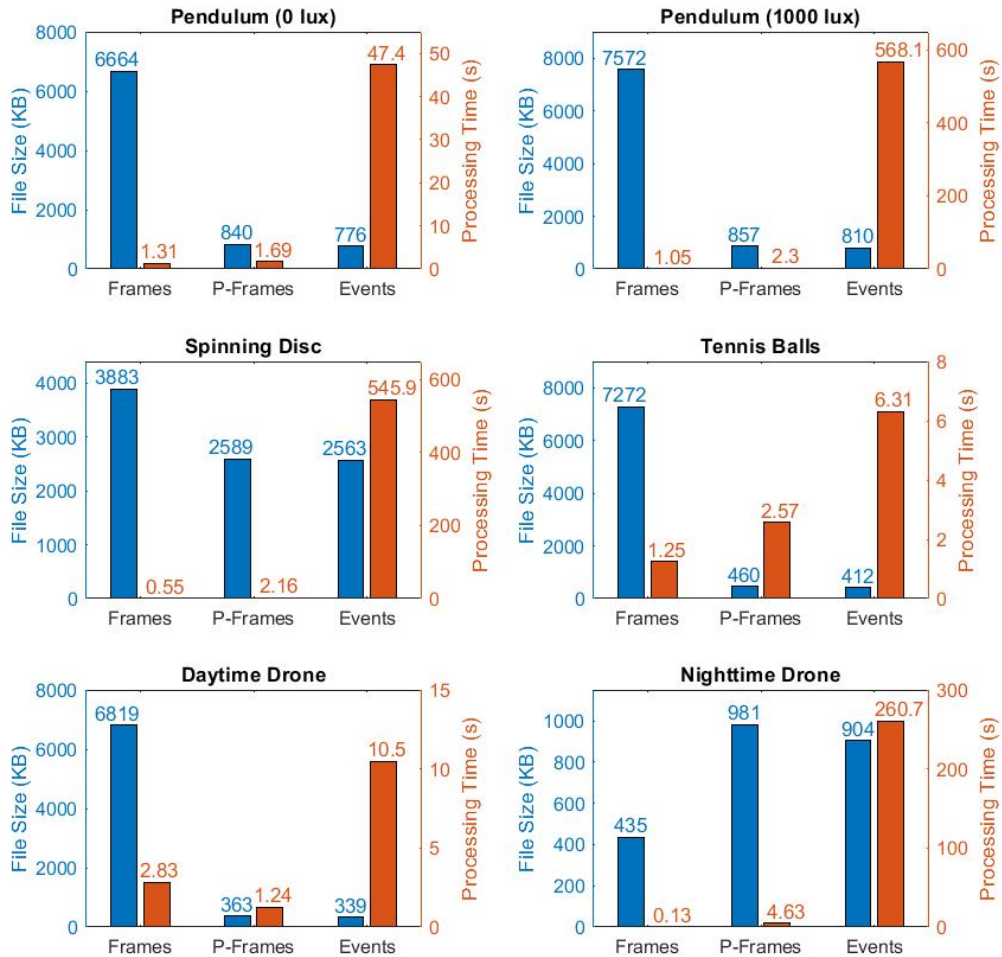 Pendulum (0 lux)
File Size (KB)
8000
6000
4000
2000
0
6664
1.31
840
1.69
776
47.4
50
40
30
20
10
0
Processing Time (s)
Frames
P-Frames
Events
Pendulum (1000 lux)
File Size (KB)
8000
6000
4000
2000
0
7572
1.05
857
2.3
810
568.1
600
400
200
0
Processing Time (s)
Frames
P-Frames
Events
Spinning Disc
File Size (KB)
4000
3000
2000
1000
0
3883
0.55
2589
2.16
2563
545.9
600
400
200
0
Processing Time (s)
Frames
P-Frames
Events
Tennis Balls
File Size (KB)
8000
6000
4000
2000
0
7272
1.25
460
2.57
412
6.31
8
6
4
2
0
Processing Time (s)
Frames
P-Frames
Events
Daytime Drone
File Size (KB)
8000
6000
4000
2000
0
6819
2.83
363
1.24
339
10.5
15
10
5
0
Processing Time (s)
Frames
P-Frames
Events
Nighttime Drone
File Size (KB)
1000
800
600
400
200
0
435
0.13
981
4.63
904
260.7
300
200
100
0
Processing Time (s)
Frames
P-Frames
Events